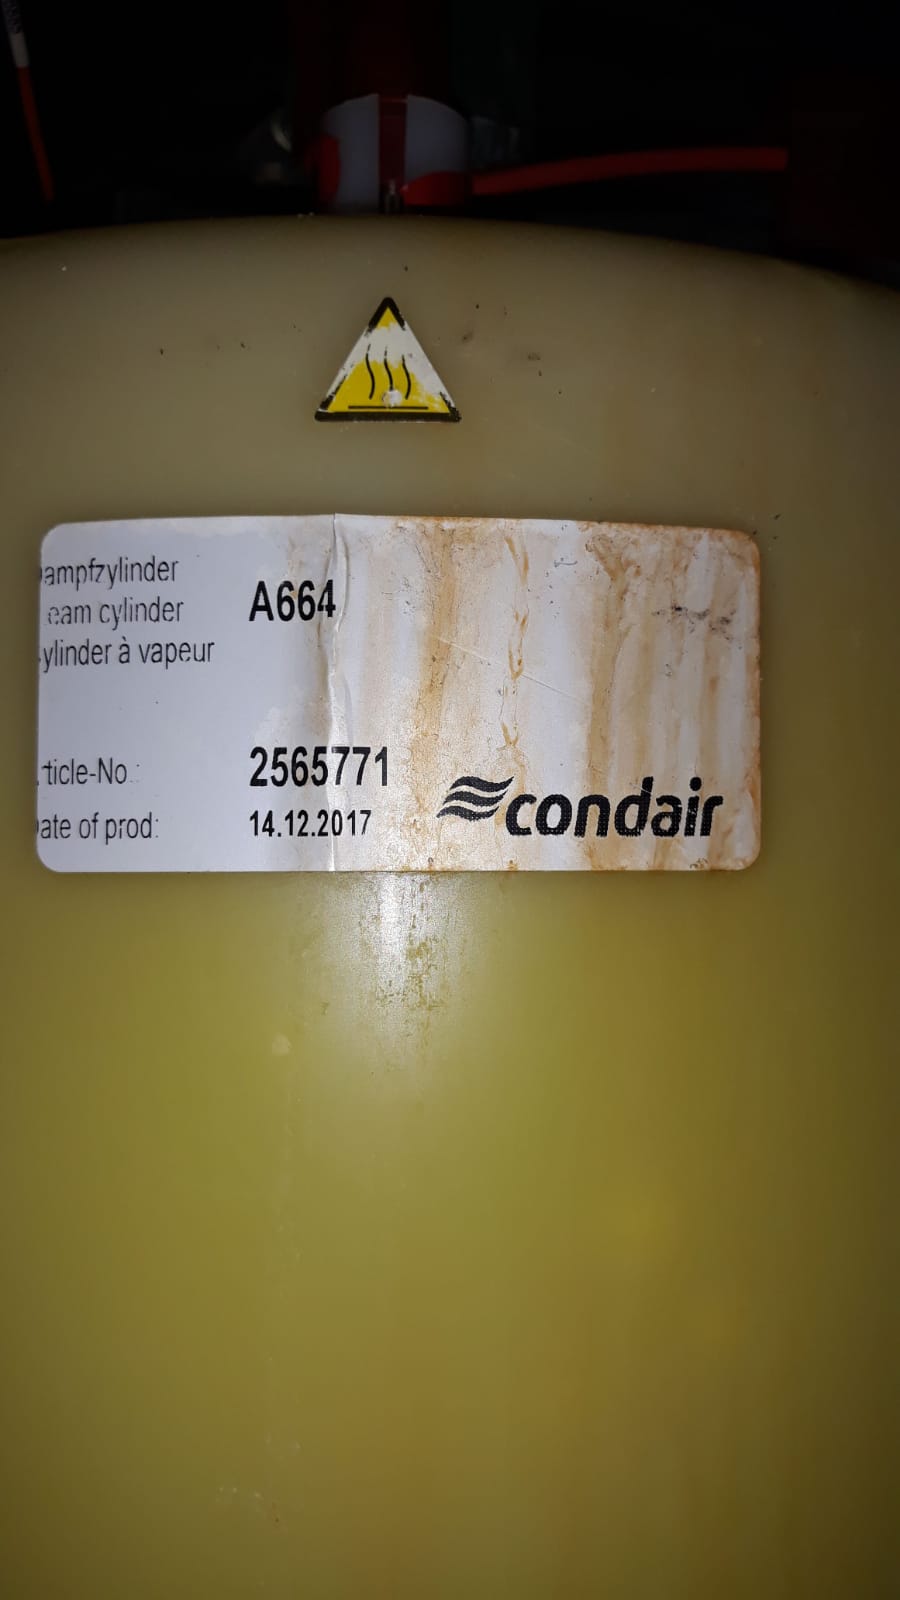 ampfzylinder
eam cylinder A664
ylinder à vapeur
ticle-No.: 2565771
ate of prod: 14.12.2017
condair